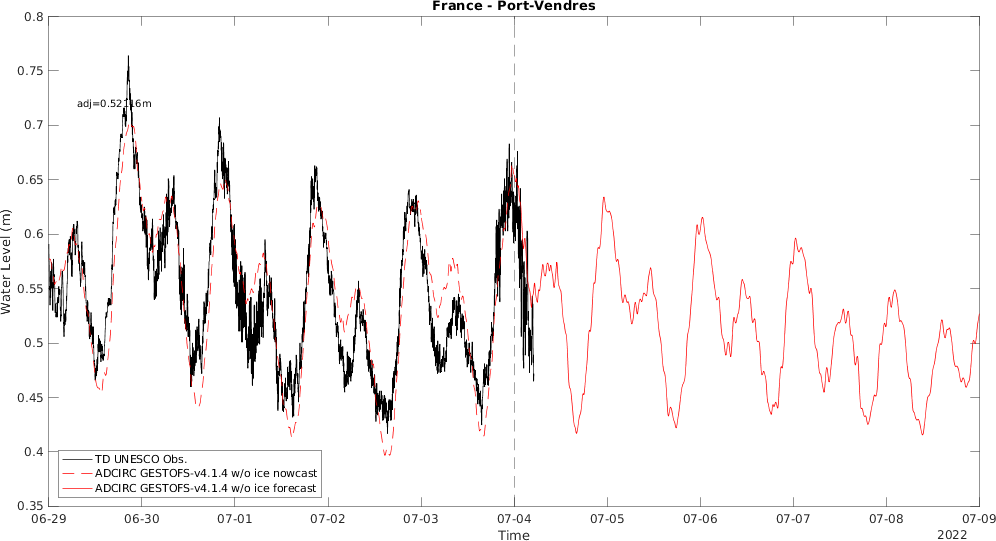 France - Port-Vendres
Water Level (m)
0.8
0.75
0.7
0.65
0.6
0.55
0.5
0.45
0.4
0.35
TD UNESCO Obs.
ADCIRC GESTOFS-v4.1.4 w/o ice nowcast
ADCIRC GESTOFS-v4.1.4 w/o ice forecast
06-29 06-30 07-01 07-02 07-03 07-04 07-05 07-06 07-07 07-08 07-09
Time
2022